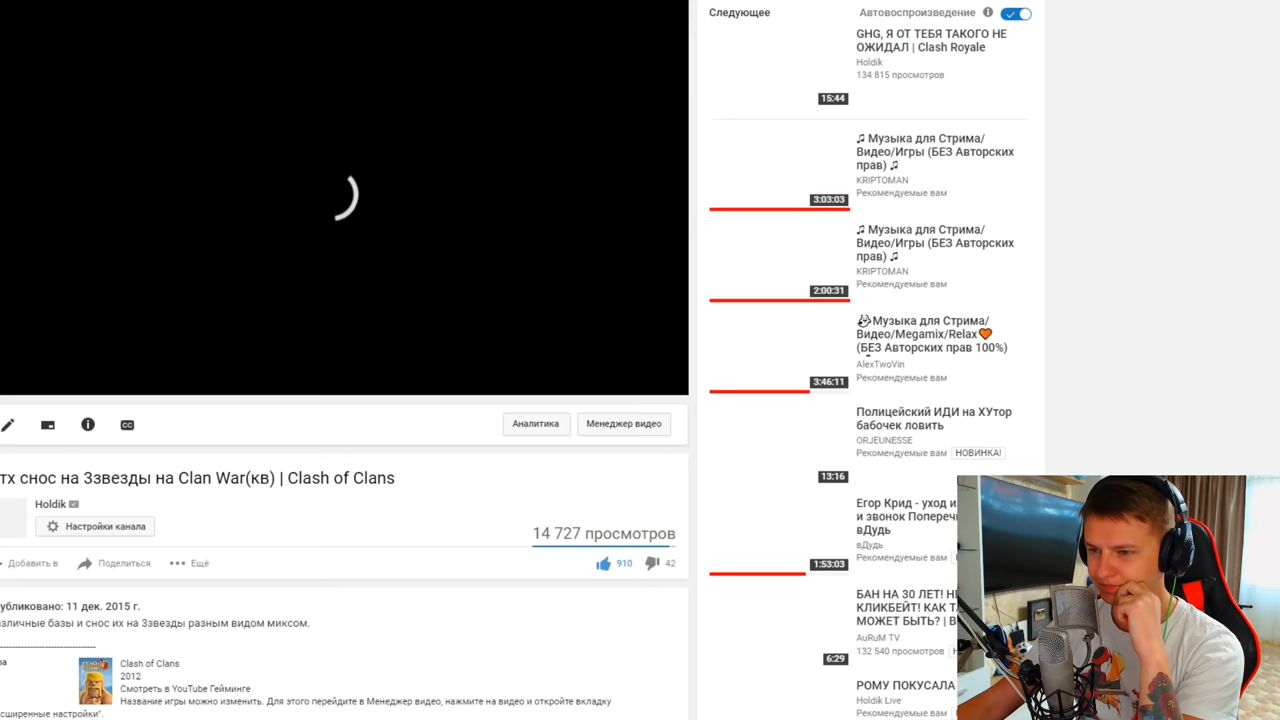 Следующее
Автовоспроизведение
GHG, Я ОТ ТЕБЯ ТАКОГО НЕ
ОЖИДАЛ | Clash Royale
Holdik
134 815 просмотров
15:44
♫ Музыка для Стрима/
Видео/Игры (БЕЗ Авторских
прав) ♫
KRIPTOMAN
Рекомендуемые вам
3:03:03
♫ Музыка для Стрима/
Видео/Игры (БЕЗ Авторских
прав) ♫
KRIPTOMAN
Рекомендуемые вам
2:00:31
Музыка для Стрима/
Видео/Megamix/Relax🧡
(БЕЗ Авторских прав 100%)
AlexTwoVin
Рекомендуемые вам
3:46:11
Полицейский ИДИ на ХУтор
бабочек ловить
ORJEUNESSE
Рекомендуемые вам НОВИНКА!
13:16
Егор Крид - уход и
и звонок Попереч
вДудь
вДудь
Рекомендуемые вам
1:53:03
БАН НА 30 ЛЕТ! Н
КЛИКБЕЙТ! КАК ТА
МОЖЕТ БЫТЬ? | В
AuRuM TV
132 540 просмотров
6:29
РОМУ ПОКУСАЛА
Holdik Live
Рекомендуемые вам
CC
Аналитика
Менеджер видео
тх снос на 3звезды на Clan War(кв) | Clash of Clans
Holdik
Настройки канала
14 727 просмотров
Добавить в
Поделиться
••• Ещё
910
42
убликовано: 11 дек. 2015 г.
азличные базы и снос их на 3звезды разным видом миксом.
ра
Clash of Clans
2012
Смотреть в YouTube Гейминге
Название игры можно изменить. Для этого перейдите в Менеджер видео, нажмите на видео и откройте вкладку
сширенные настройки".